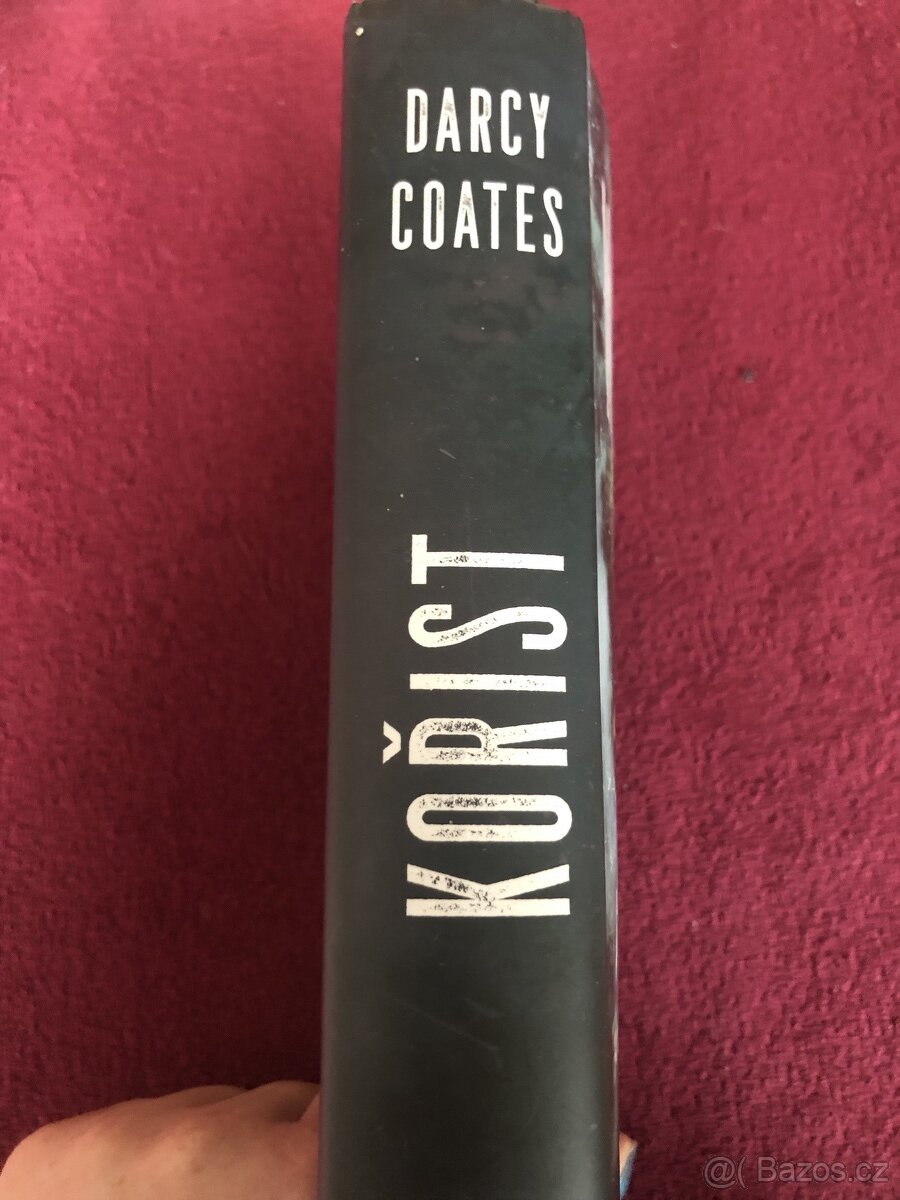 DARCY
COATES
KOŘIST
@( Bazos.cz